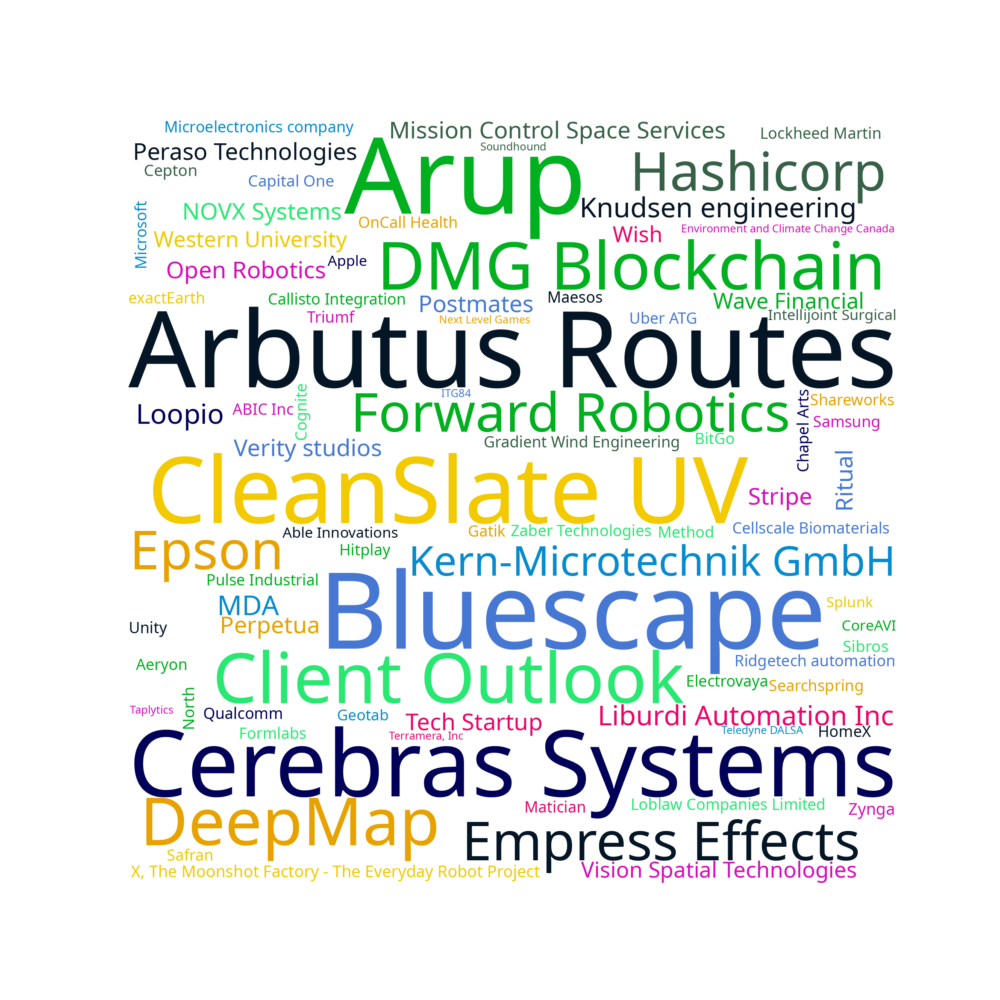 Microelectronics company
Mission Control Space Services
Lockheed Martin
Peraso Technologies
Soundhound
Arup
Hashicorp
Cepton
Capital One
Microsoft
NOVX Systems
OnCall Health
Knudsen engineering
Western University
Wish
Environment and Climate Change Canada
Open Robotics
Apple
DMG Blockchain
exactEarth
Callisto Integration
Postmates
Maesos
Wave Financial
Triumf
Next Level Games
Uber ATG
Intellijoint Surgical
Arbutus Routes
Loopio
ABIC Inc
Cognite
ITG84
Forward Robotics
Chapel Arts
Shareworks
Samsung
Verity studios
Gradient Wind Engineering
BitGo
Ritual
CleanSlate UV
Stripe
Epson
Able Innovations
Gatik
Zaber Technologies
Method
Cellscale Biomaterials
Hitplay
Kern-Microtechnik GmbH
Pulse Industrial
MDA
Bluescape
Splunk
Unity
Perpetua
CoreAVI
Sibros
Aeryon
Client Outlook
Ridgetech automation
Electrovaya
Searchspring
Taplytics
North
Qualcomm
Geotab
Tech Startup
Liburdi Automation Inc
Formlabs
Terramera, Inc
Teledyne DALSA
HomeX
Cerebras Systems
DeepMap
Matician
Loblaw Companies Limited
Zynga
Empress Effects
Safran
X, The Moonshot Factory - The Everyday Robot Project
Vision Spatial Technologies